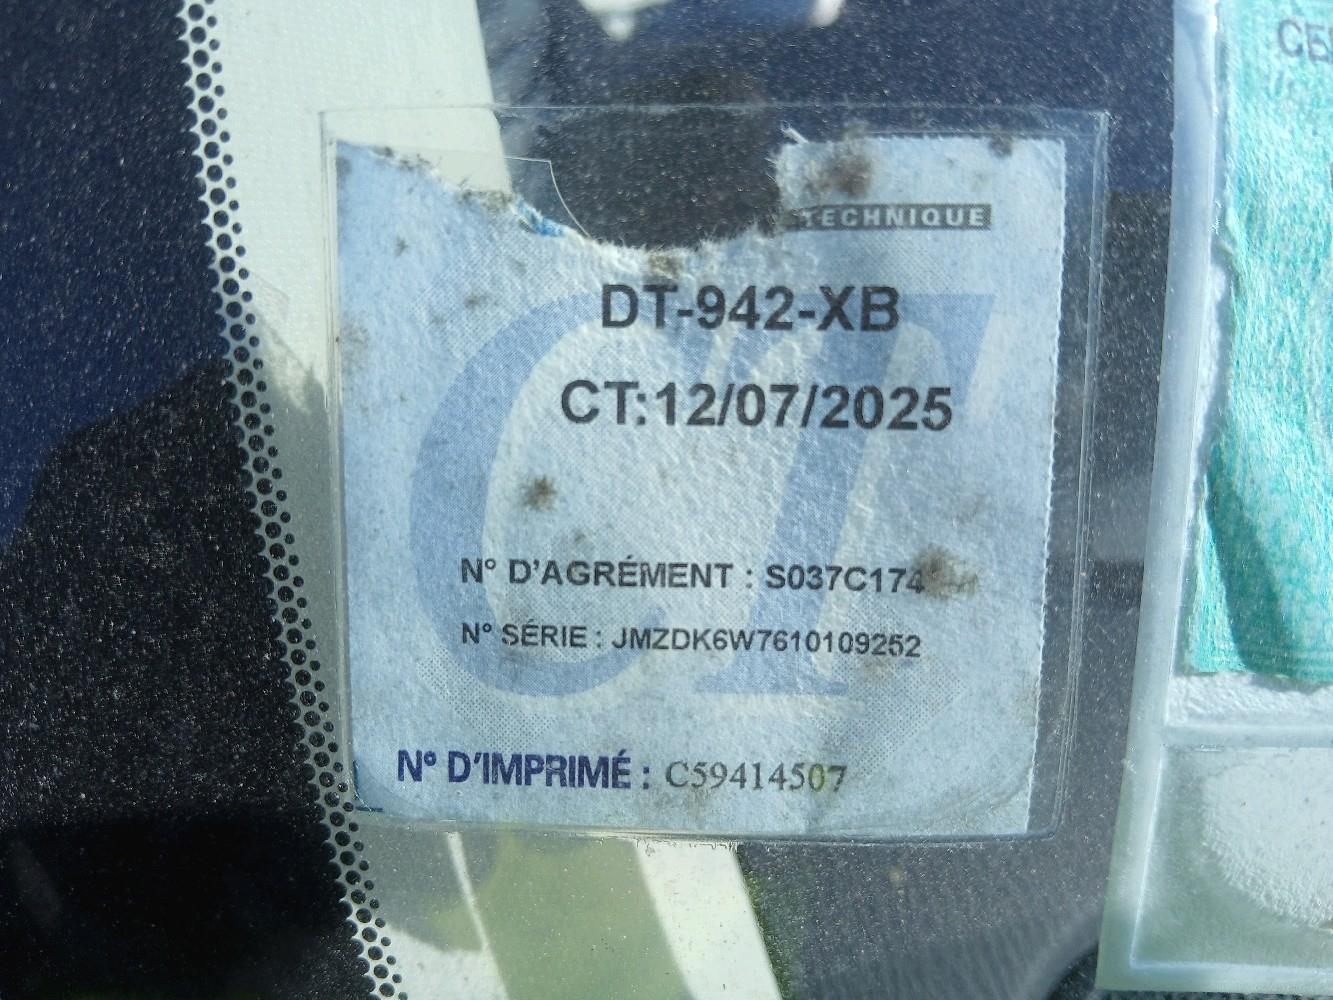 TECHNIQUE
DT-942-XB
CT:12/07/2025
N° D'AGRÉMENT : S037C174
N° SÉRIE : JMZDK6W7610109252
N° D'IMPRIMÉ : C59414507